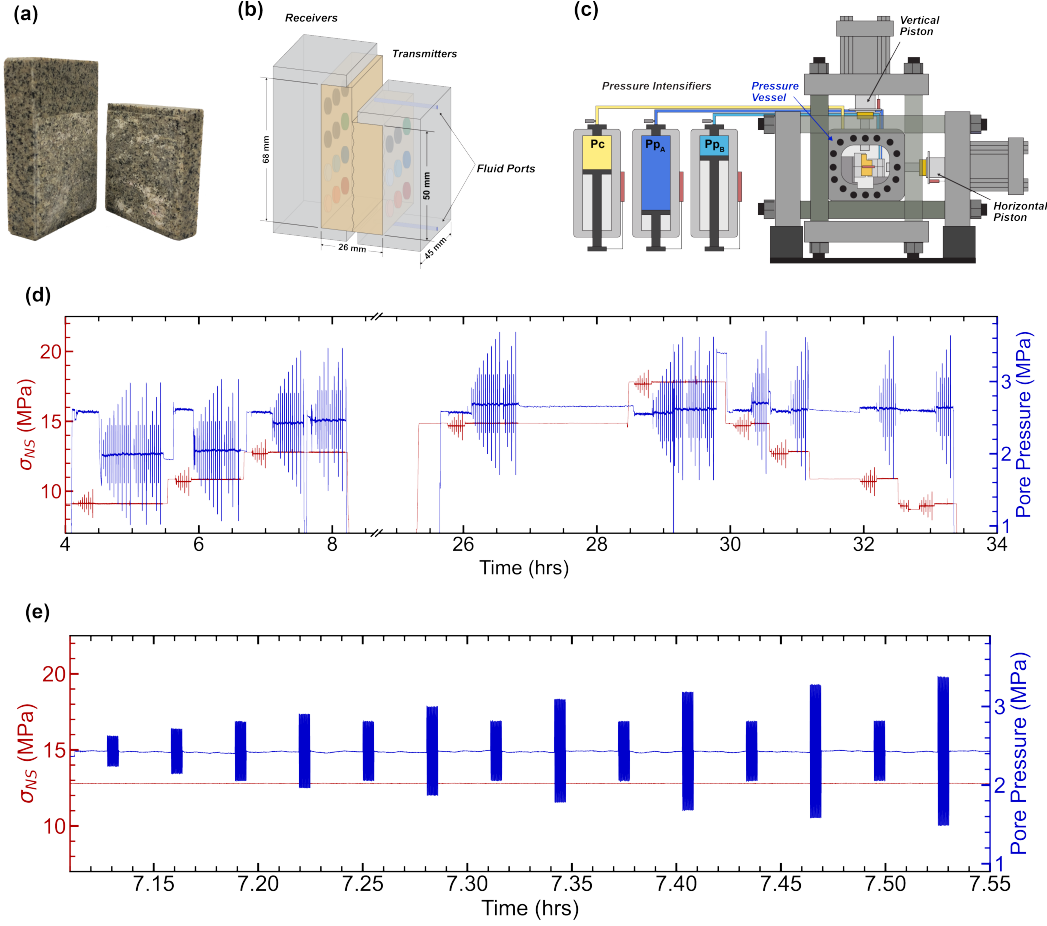 (a)
(b)
(c)
Receivers
Transmitters
68 mm
50 mm
26 mm
45 mm
Fluid Ports
Vertical
Piston
Pressure Intensifiers
Pressure
Vessel
Pc
PpA
PpB
Horizontal
Piston
(d)
20
15
10
σNS (MPa)
3
2
1
Pore Pressure (MPa)
4
6
8
26
28
30
32
34
Time (hrs)
(e)
20
15
10
σNS (MPa)
3
2
1
Pore Pressure (MPa)
7.15
7.20
7.25
7.30
7.35
7.40
7.45
7.50
7.55
Time (hrs)